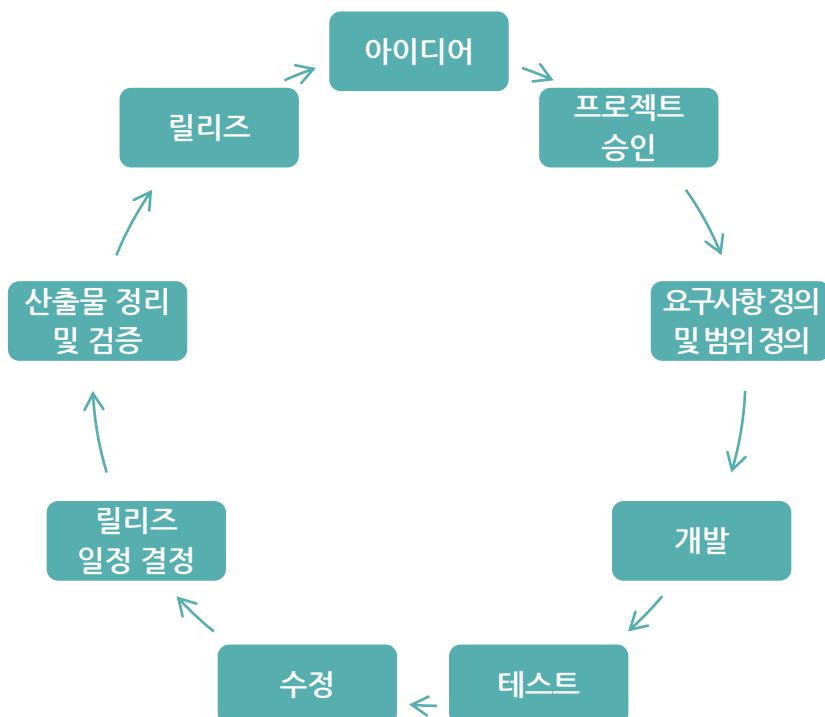 아이디어
프로젝트
승인
요구사항 정의
및 범위 정의
개발
테스트
수정
릴리즈
일정 결정
산출물 정리
및 검증
릴리즈